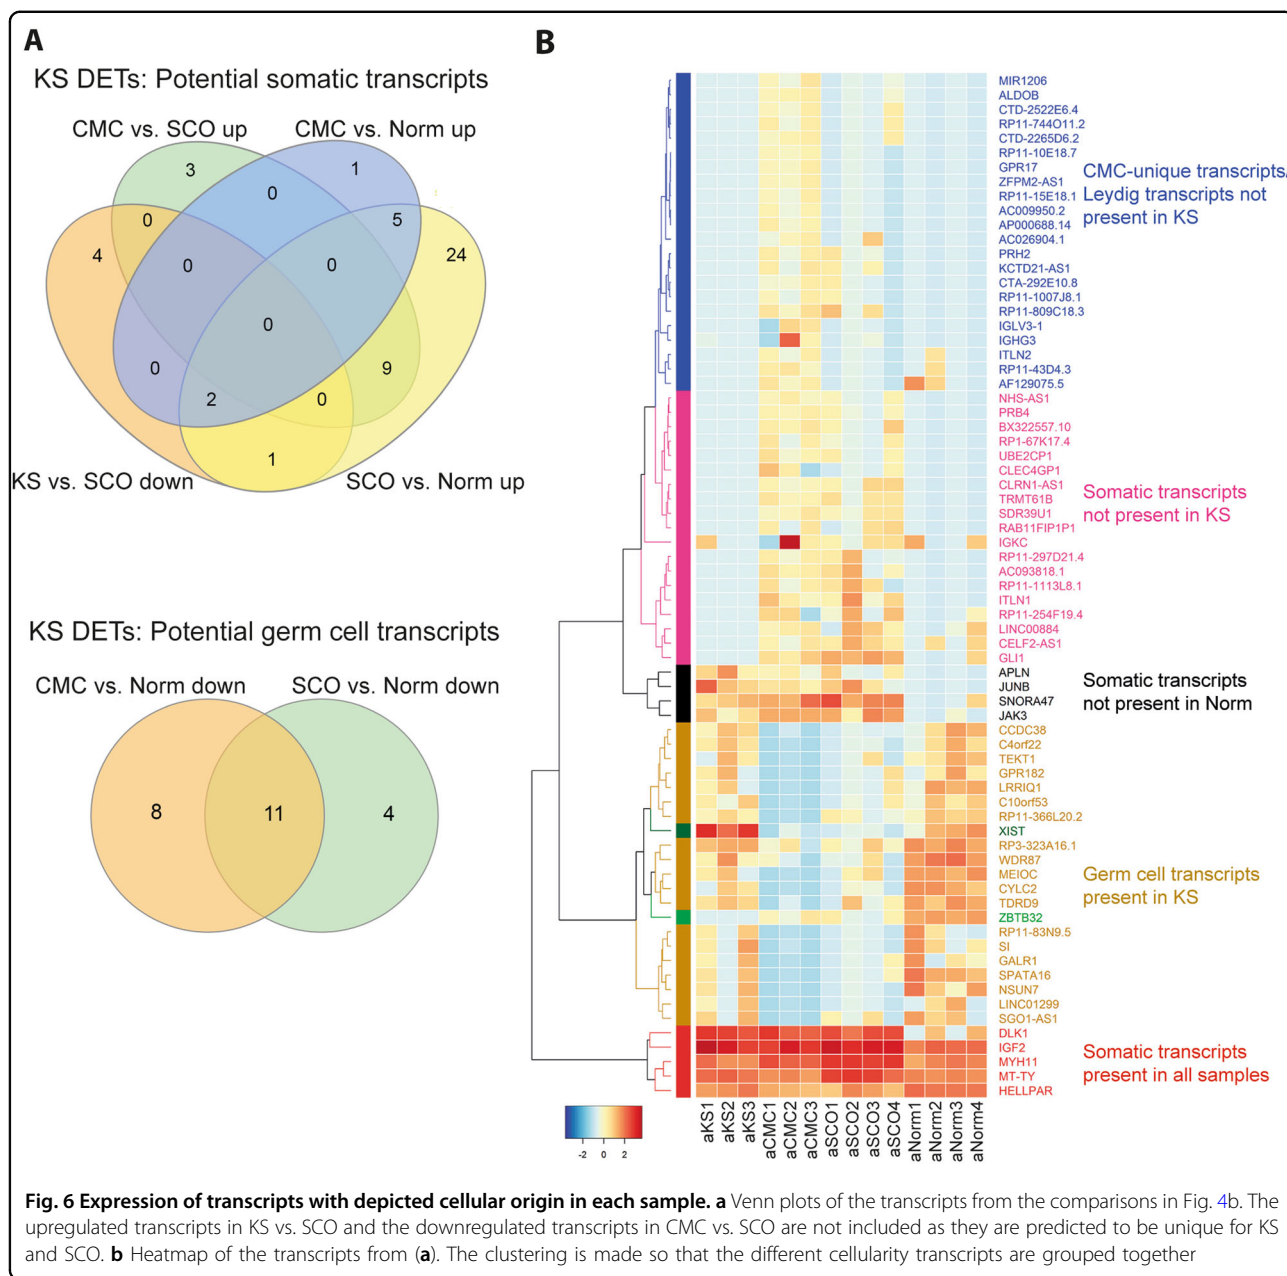 A
KS DETs: Potential somatic transcripts
CMC vs. SCO up
CMC vs. Norm up
3
1
0
0
5
4
24
0
0
0
0
9
2
0
1
KS vs. SCO down
SCO vs. Norm up
KS DETs: Potential germ cell transcripts
CMC vs. Norm down
SCO vs. Norm down
8
11
4
B
MIR1206
ALDOB
CTD-2522E6.4
RP11-744O11.2
CTD-2265D6.2
RP11-10E18.7
GPR17
ZFPM2-AS1
RP11-15E18.1
AC009950.2
AP000688.14
AC026904.1
PRH2
KCTD21-AS1
CTA-292E10.8
RP11-1007J8.1
RP11-809C18.3
IGLV3-1
IGHG3
ITLN2
RP11-43D4.3
AF129075.5
NHS-AS1
PRB4
BX322557.10
RP1-67K17.4
UBE2CP1
CLEC4GP1
CLRN1-AS1
TRMT61B
SDR39U1
RAB11FIP1P1
IGKC
RP11-297D21.4
AC093818.1
RP11-1113L8.1
ITLN1
RP11-254F19.4
LINC00884
CELF2-AS1
GLI1
APLN
JUNB
SNORA47
JAK3
CCDC38
C4orf22
TEKT1
GPR182
LRRIQ1
C10orf53
RP11-366L20.2
XIST
RP3-323A16.1
WDR87
MEIOC
CYLC2
TDRD9
ZBTB32
RP11-83N9.5
SI
GALR1
SPATA16
NSUN7
LINC01299
SGO1-AS1
DLK1
IGF2
MYH11
MT-TY
HELLPAR
CMC-unique transcripts/
Leydig transcripts not
present in KS
Somatic transcripts
not present in KS
Somatic transcripts
not present in Norm
Germ cell transcripts
present in KS
Somatic transcripts
present in all samples
aKS1
aKS2
aKS3
aCMC1
aCMC2
aCMC3
aSCO1
aSCO2
aSCO3
aSCO4
aNorm1
aNorm2
aNorm3
aNorm4
-2 0 2
Fig. 6 Expression of transcripts with depicted cellular origin in each sample. a Venn plots of the transcripts from the comparisons in Fig. 4b. The
upregulated transcripts in KS vs. SCO and the downregulated transcripts in CMC vs. SCO are not included as they are predicted to be unique for KS
and SCO. b Heatmap of the transcripts from (a). The clustering is made so that the different cellularity transcripts are grouped together